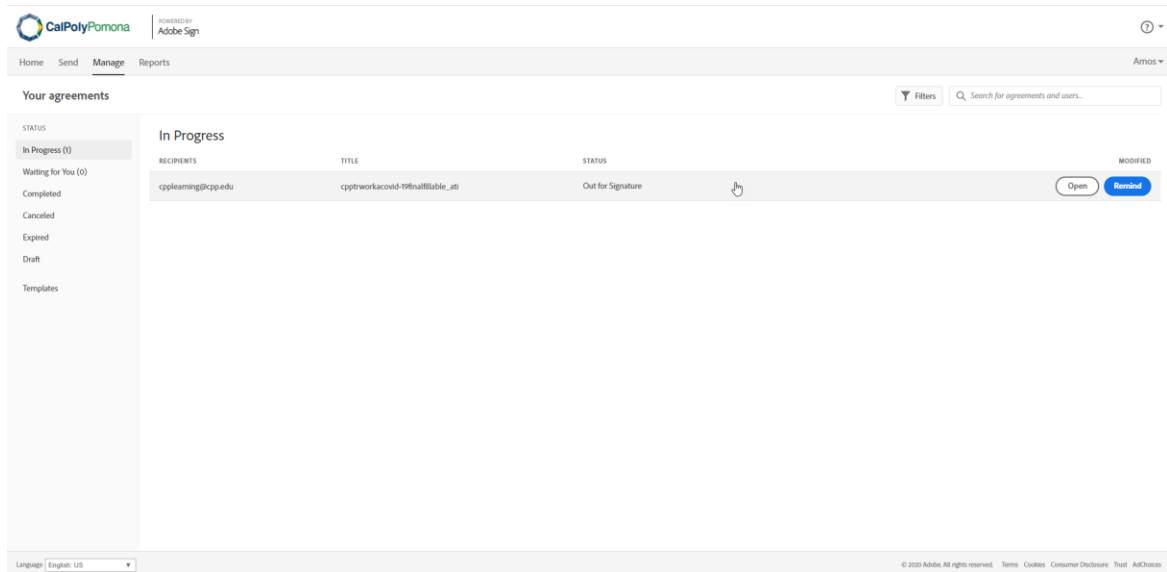 CalPolyPomona
POWERED BY
Adobe Sign
Home Send Manage Reports
Amos
Your agreements
Filters
Search for agreements and users...
STATUS
In Progress (1)
Waiting for You (0)
Completed
Canceled
Expired
Draft
Templates
In Progress
RECIPIENTS TITLE STATUS MODIFIED
cpplearning@cpp.edu cpptrworkacovid-19finalfillable_ati Out for Signature Open Remind
Language English: US
© 2020 Adobe. All rights reserved. Terms Cookies Consumer Disclosure Trust AdChoices